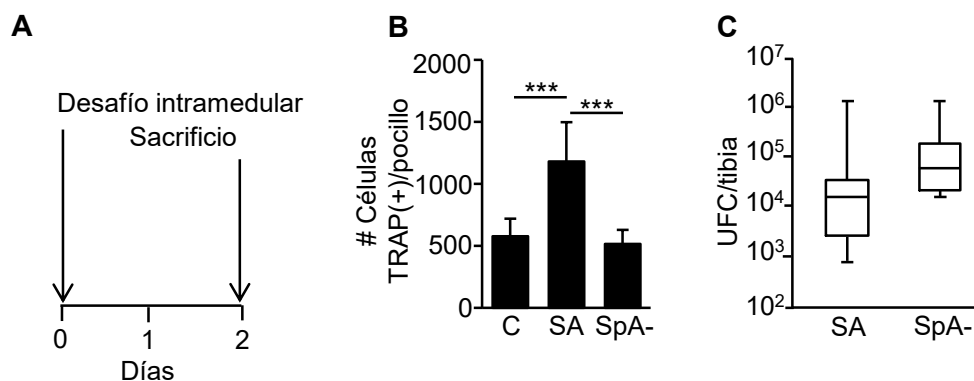 A
Desafío intramedular
Sacrificio
0 1 2
Días
B
# Células
TRAP(+)/pocillo
2000
1500
1000
500
0
*** ***
C SA SpA-
C
UFC/tibia
10⁷
10⁶
10⁵
10⁴
10³
10²
SA SpA-